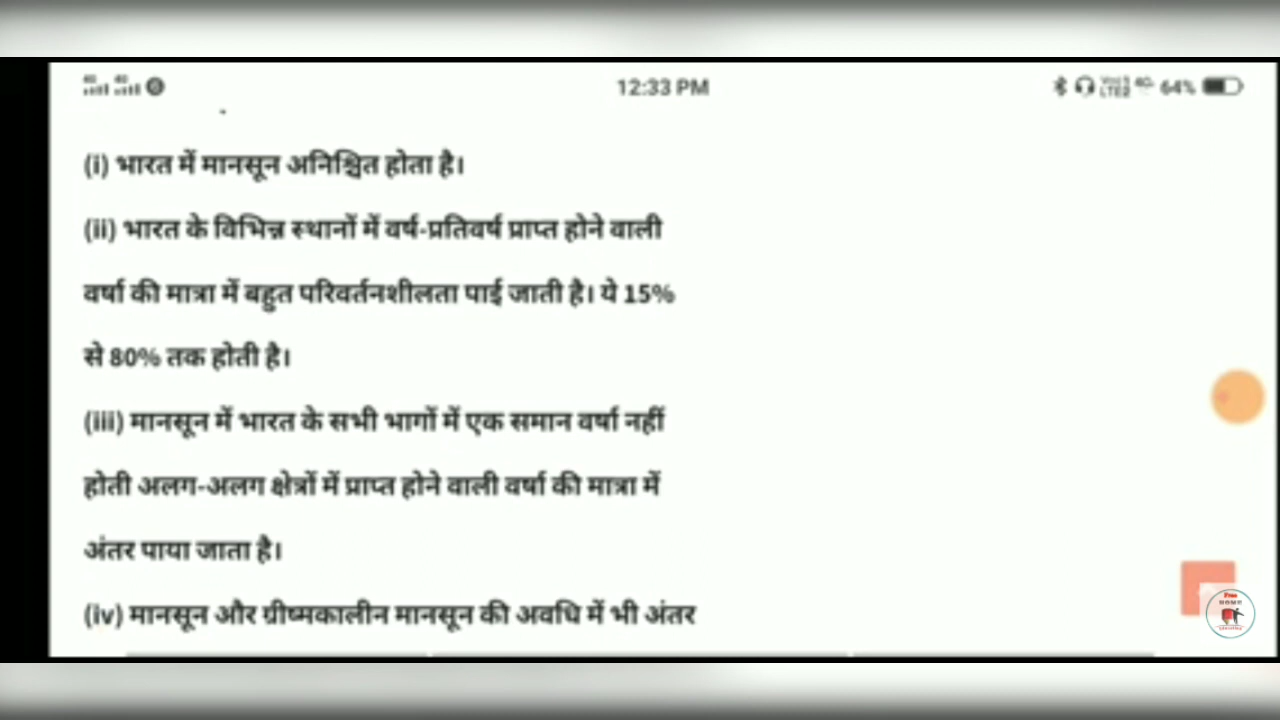 12:33 PM
64%
(i) भारत में मानसून अनिश्चित होता है।
(ii) भारत के विभिन्न स्थानों में वर्ष-प्रतिवर्ष प्राप्त होने वाली
वर्षा की मात्रा में बहुत परिवर्तनशीलता पाई जाती है। ये 15%
से 80% तक होती है।
(iii) मानसून में भारत के सभी भागों में एक समान वर्षा नहीं
होती अलग-अलग क्षेत्रों में प्राप्त होने वाली वर्षा की मात्रा में
अंतर पाया जाता है।
(iv) मानसून और ग्रीष्मकालीन मानसून की अवधि में भी अंतर